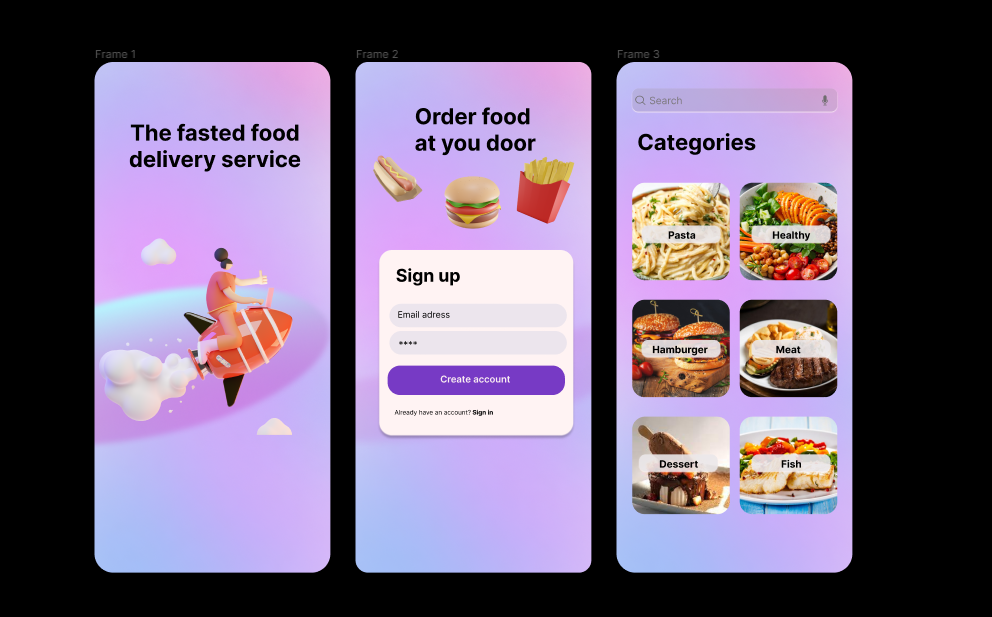 Frame 1
The fasted food
delivery service
Frame 2
Order food
at you door
Sign up
Email adress
****
Create account
Already have an account? Sign in
Frame 3
Search
Categories
Pasta
Healthy
Hamburger
Meat
Dessert
Fish